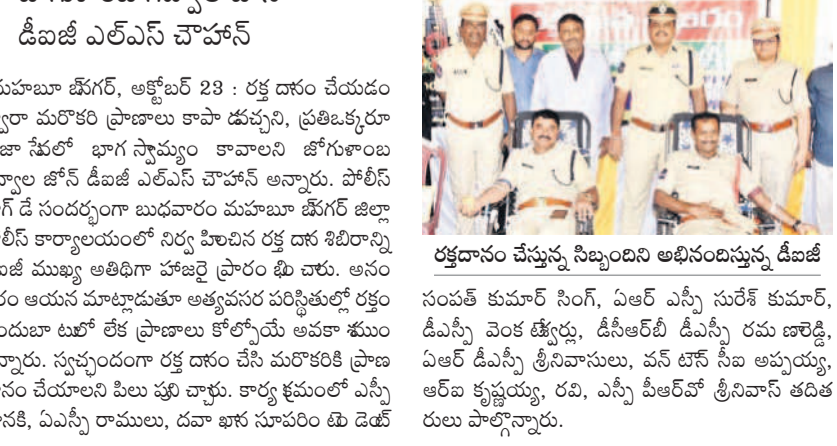 డీఐజీ ఎల్ఎస్ చౌహాన్
మహబూ బ్‌నగర్, అక్టోబర్ 23 : రక్త దానం చేయడం
ద్వారా మరొకరి ప్రాణాలు కాపా డవచ్చని, ప్రతిఒక్కరూ
ప్రజా సేవలో భాగ స్వామ్యం కావాలని జోగుళాంబ
గద్వాల జోన్ డీఐజీ ఎల్ఎస్ చౌహాన్ అన్నారు. పోలీస్
ఫ్లాగ్ డే సందర్భంగా బుధవారం మహబూ బ్‌నగర్ జిల్లా
పోలీస్ కార్యాలయంలో నిర్వ హించిన రక్త దాన శిబిరాన్ని
డీఐజీ ముఖ్య అతిథిగా హాజరై ప్రారం భిం చారు. అనం
తరం ఆయన మాట్లాడుతూ అత్యవసర పరిస్థితుల్లో రక్తం
అందుబా టులో లేక ప్రాణాలు కోల్పోయే అవకా శముం
దన్నారు. స్వచ్ఛందంగా రక్త దానం చేసి మరొకరికి ప్రాణ
దానం చేయాలని పిలు పుని చ్చారు. కార్య క్రమంలో ఎస్పీ
జానకి, ఏఎస్పీ రాములు, దవా ఖాన సూపరిం టెం డెంట్
రక్తదానం చేస్తున్న సిబ్బందిని అభినందిస్తున్న డీఐజీ
సంపత్ కుమార్ సింగ్, ఏఆర్ ఎస్పీ సురేశ్ కుమార్,
డీఎస్పీ వెంక టేశ్వర్లు, డీసీఆర్‌బీ డీఎస్పీ రమ ణారెడ్డి,
ఏఆర్ డీఎస్పీ శ్రీనివాసులు, వన్ టౌన్ సీఐ అప్పయ్య,
ఆర్ఐ కృష్ణయ్య, రవి, ఎస్పీ పీఆర్‌వో శ్రీనివాస్ తదిత
రులు పాల్గొన్నారు.